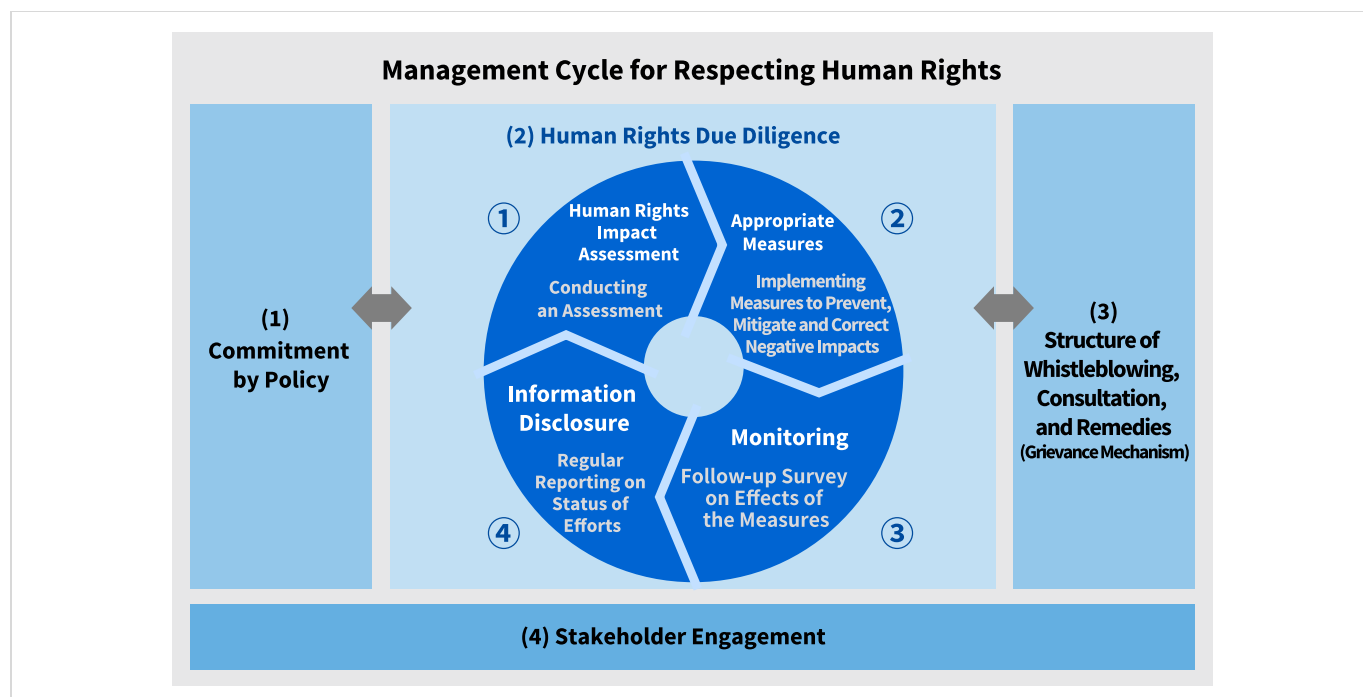 Management Cycle for Respecting Human Rights
(1)
Commitment
by Policy
(2) Human Rights Due Diligence
①
Human Rights
Impact
Assessment
Conducting
an Assessment
②
Appropriate
Measures
Implementing
Measures to Prevent,
Mitigate and Correct
Negative Impacts
③
Monitoring
Follow-up Survey
on Effects of
the Measures
④
Information
Disclosure
Regular
Reporting on
Status of
Efforts
(3)
Structure of
Whistleblowing,
Consultation,
and Remedies
(Grievance Mechanism)
(4) Stakeholder Engagement